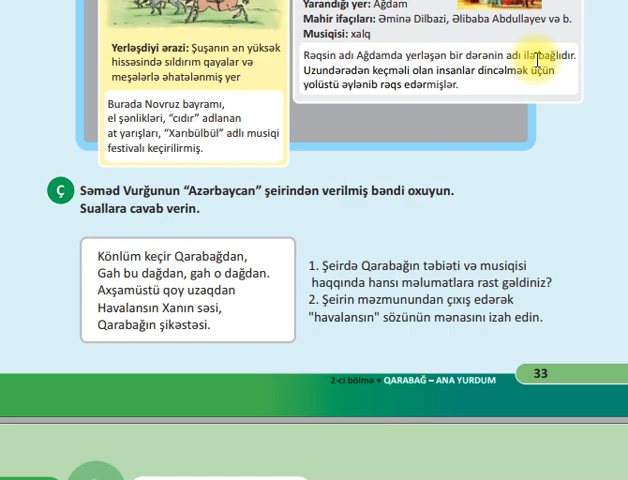 Yerləşdiyi ərazi: Şuşanın ən yüksək
hissəsində sıldırım qayalar və
meşələrlə əhatələnmiş yer
Burada Novruz bayramı,
el şənlikləri, “cıdır” adlanan
at yarışları, “Xarıbülbül” adlı musiqi
festivalı keçirilirmiş.
Yarandığı yer: Ağdam
Mahir ifaçıları: Əminə Dilbazi, Əlibaba Abdullayev və b.
Musiqisi: xalq
Rəqsin adı Ağdamda yerləşən bir dərənin adı ilə bağlıdır.
Uzundərədən keçməli olan insanlar dincəlmək üçün
yolüstü əylənib rəqs edərmişlər.
Ç
Səməd Vurğunun “Azərbaycan” şeirindən verilmiş bəndi oxuyun.
Suallara cavab verin.
Könlüm keçir Qarabağdan,
Gah bu dağdan, gah o dağdan.
Axşamüstü qoy uzaqdan
Havalansın Xanın səsi,
Qarabağın şikəstəsi.
1. Şeirdə Qarabağın təbiəti və musiqisi
haqqında hansı məlumatlara rast gəldiniz?
2. Şeirin məzmunundan çıxış edərək
"havalansın" sözünün mənasını izah edin.
2-ci bölmə • QARABAĞ – ANA YURDUM
33